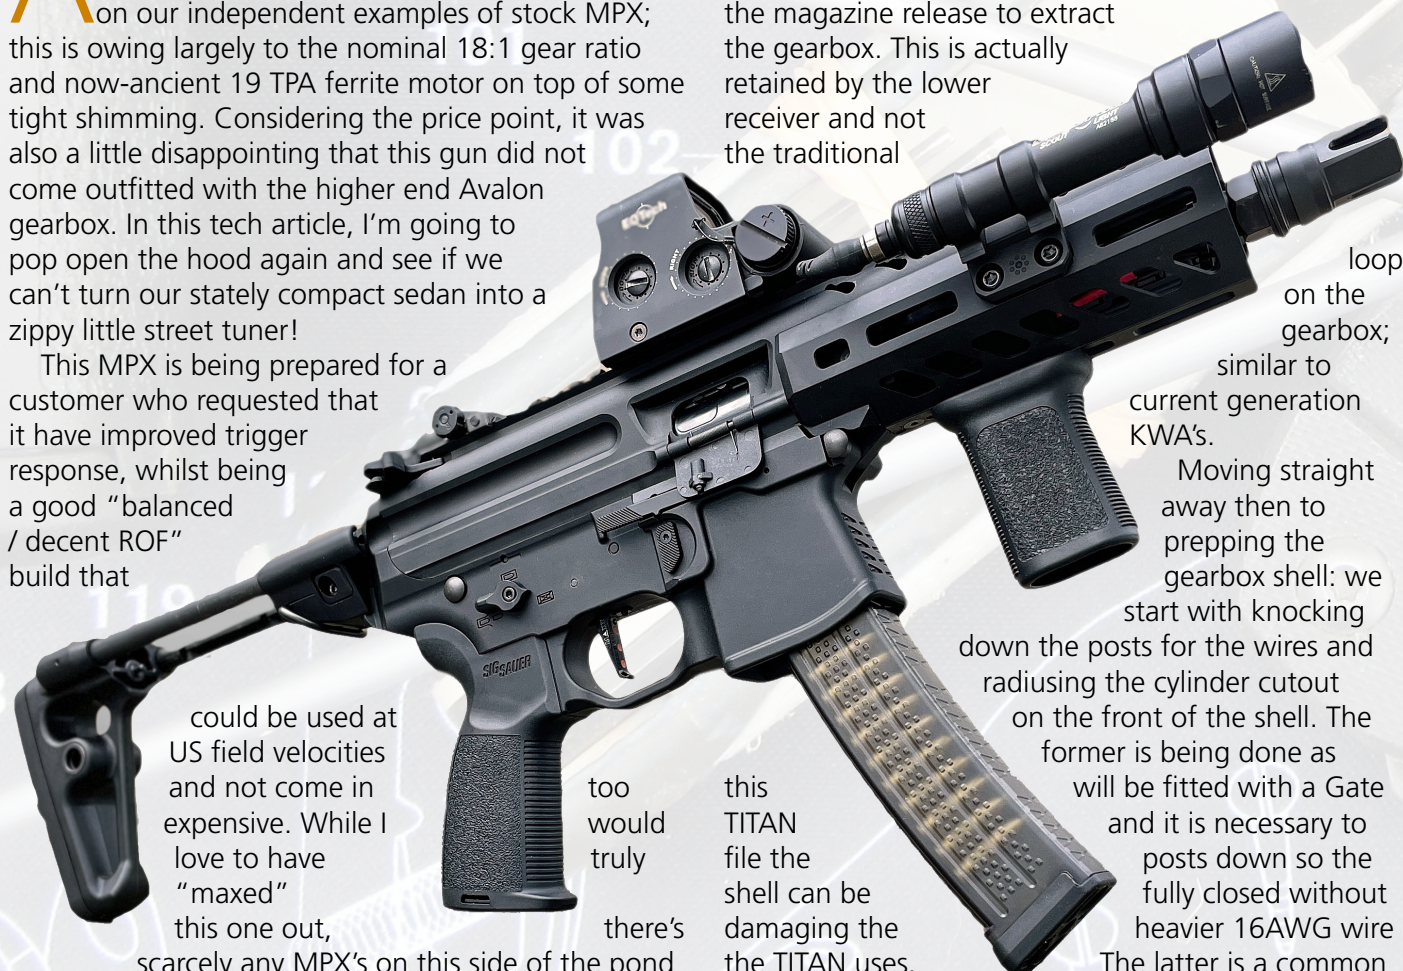 on our independent examples of stock MPX;
this is owing largely to the nominal 18:1 gear ratio
and now-ancient 19 TPA ferrite motor on top of some
tight shimming. Considering the price point, it was
also a little disappointing that this gun did not
come outfitted with the higher end Avalon
gearbox. In this tech article, I’m going to
pop open the hood again and see if we
can’t turn our stately compact sedan into a
zippy little street tuner!
This MPX is being prepared for a
customer who requested that
it have improved trigger
response, whilst being
a good “balanced
/ decent ROF”
build that
could be used at
US field velocities
and not come in too
expensive. While I would
love to have truly
“maxed”
this one out, there’s
scarcely any MPX’s on this side of the pond
the magazine release to extract
the gearbox. This is actually
retained by the lower
receiver and not
the traditional
loop
on the
gearbox;
similar to
current generation
KWA’s.
Moving straight
away then to
prepping the
gearbox shell: we
start with knocking
down the posts for the wires and
radiusing the cylinder cutout
on the front of the shell. The
former is being done as
this will be fitted with a Gate
TITAN and it is necessary to
file the posts down so the
shell can be fully closed without
damaging the heavier 16AWG wire
the TITAN uses. The latter is a common
EOTech
SCOUT LIGHT
SIG SAUER
101
102
119